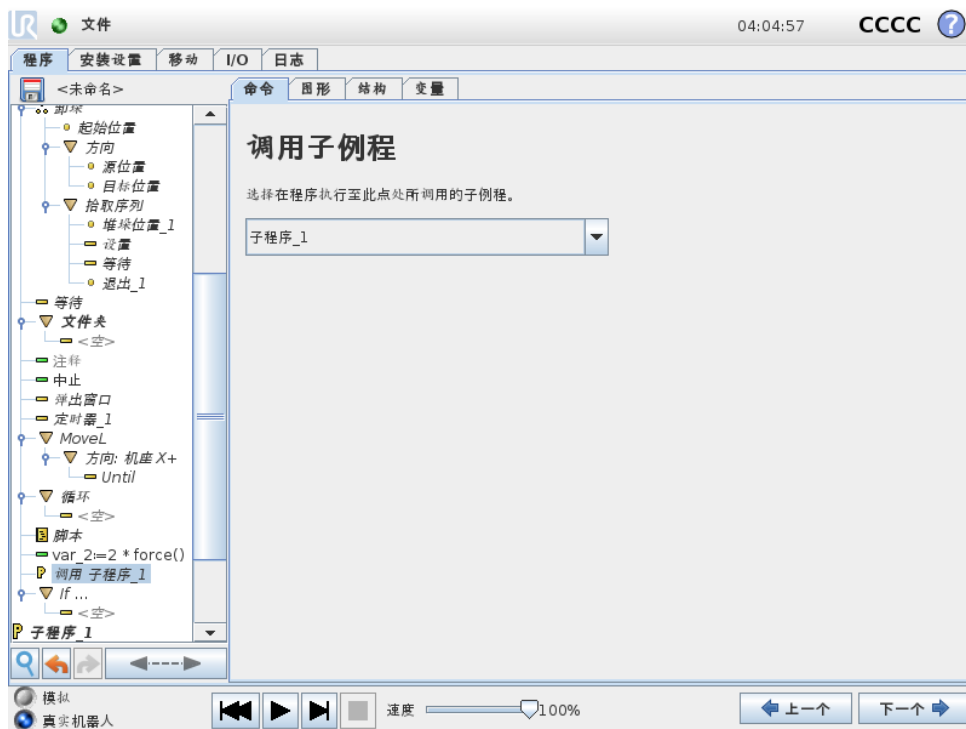 UR 文件 04:04:57 CCCC ?
程序 安装设置 移动 I/O 日志
<未命名> 命令 图形 结构 变量
卸垛
起始位置
方向
源位置
目标位置
拾取序列
堆垛位置_1
设置
等待
退出_1
等待
文件夹
<空>
注释
中止
弹出窗口
定时器_1
MoveL
方向: 机座 X+
Until
循环
<空>
脚本
var_2:=2 * force()
P 调用 子程序_1
If ...
<空>
P 子程序_1
调用子例程
选择在程序执行至此点处所调用的子例程。
子程序_1
模拟
真实机器人
速度 100%
上一个 下一个